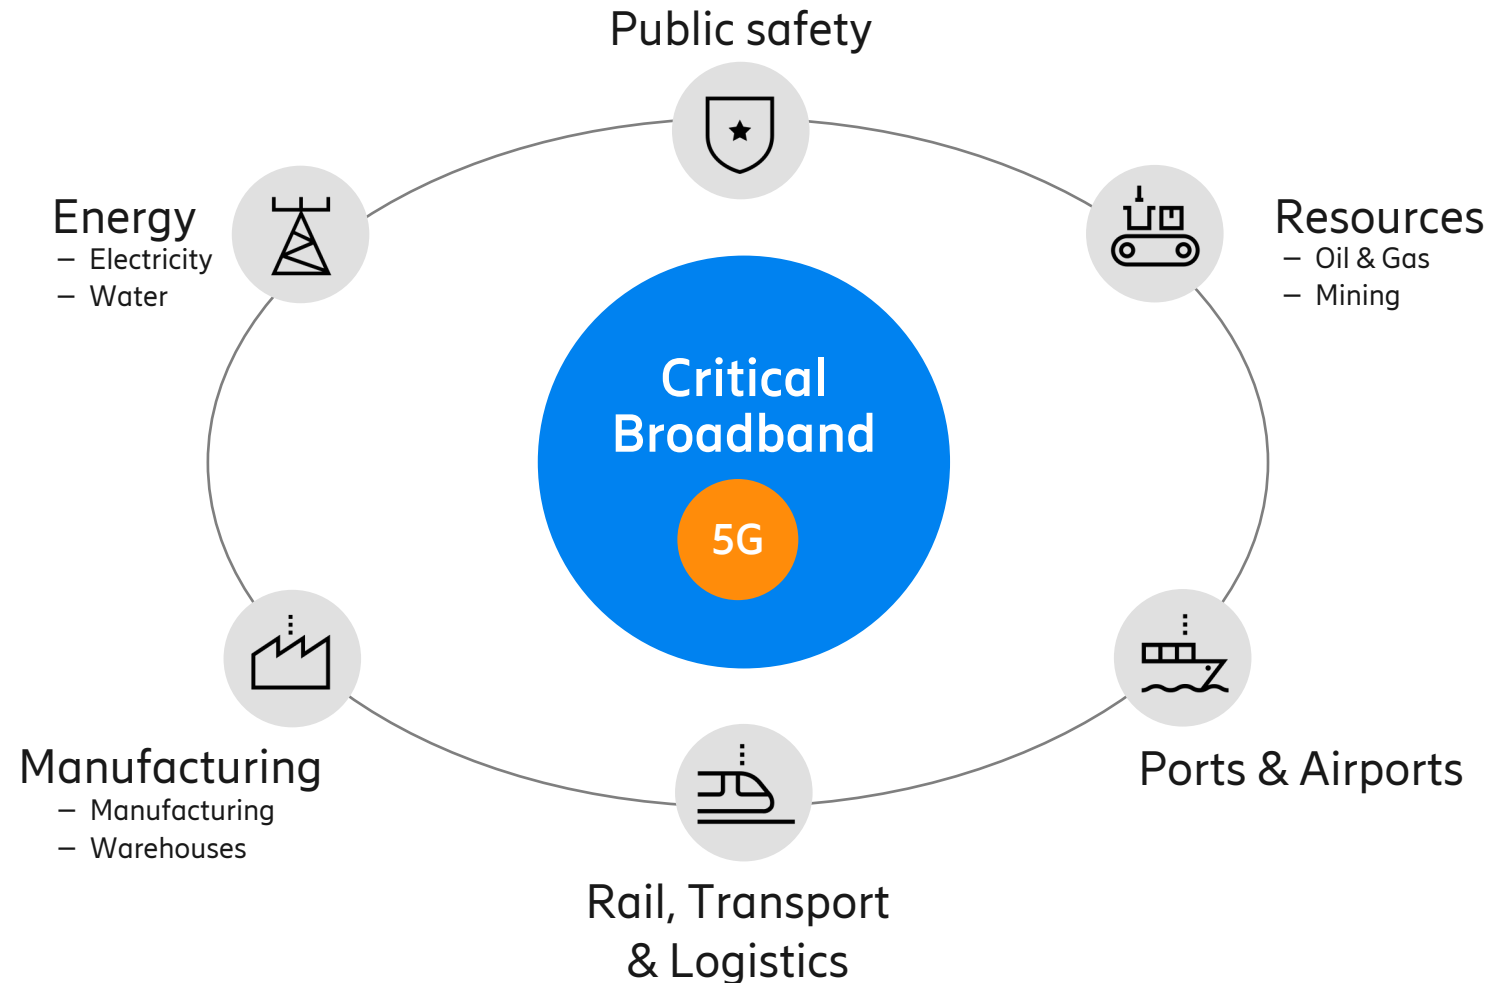 Public safety
Energy
– Electricity
– Water
Resources
– Oil & Gas
– Mining
Critical
Broadband
5G
Manufacturing
– Manufacturing
– Warehouses
Ports & Airports
Rail, Transport
& Logistics